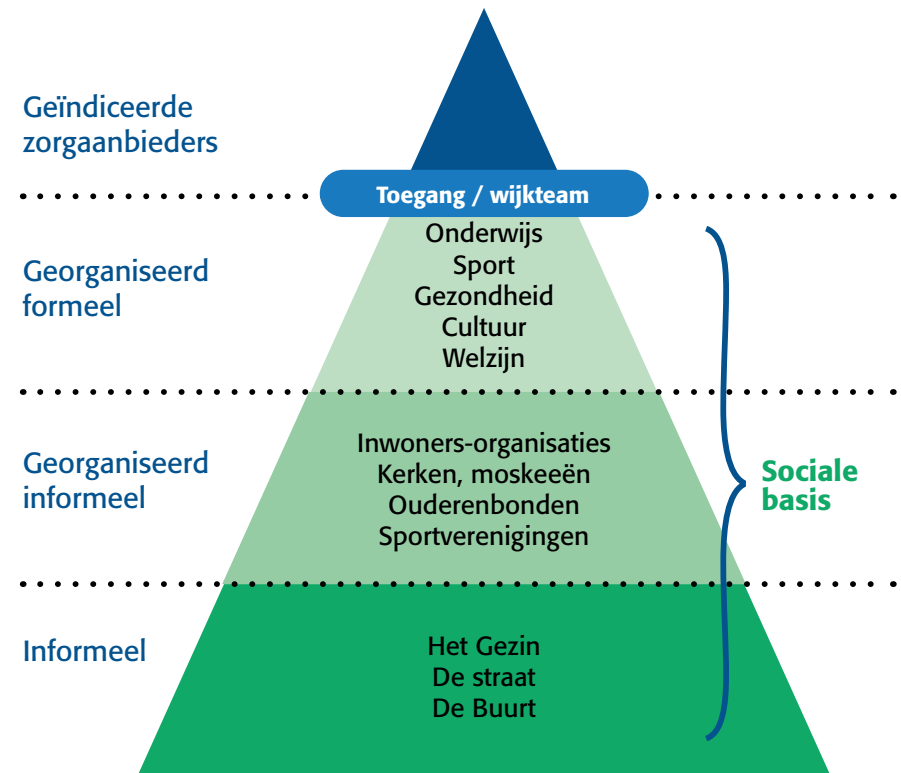 Geïndiceerde
zorgaanbieders
Toegang / wijkteam
Georganiseerd
formeel
Onderwijs
Sport
Gezondheid
Cultuur
Welzijn
Georganiseerd
informeel
Inwoners-organisaties
Kerken, moskeeën
Ouderenbonden
Sportverenigingen
Sociale
basis
Informeel
Het Gezin
De straat
De Buurt